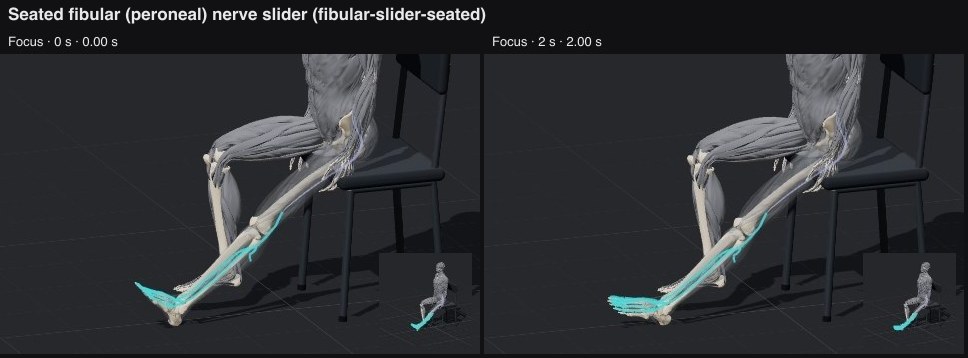 Seated fibular (peroneal) nerve slider (fibular-slider-seated)
Focus · 0 s · 0.00 s
Focus · 2 s · 2.00 s